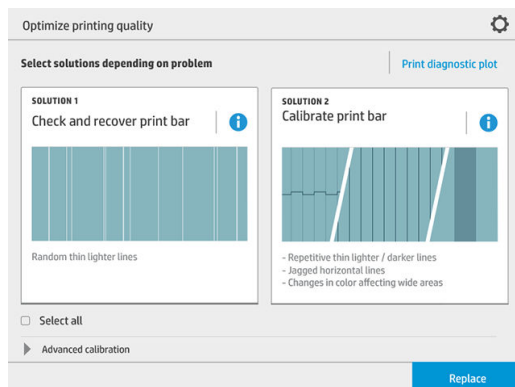 Optimize printing quality
Select solutions depending on problem
Print diagnostic plot
SOLUTION 1
Check and recover print bar
Random thin lighter lines
SOLUTION 2
Calibrate print bar
- Repetitive thin lighter / darker lines
- Jagged horizontal lines
- Changes in color affecting wide areas
Select all
Advanced calibration
Replace